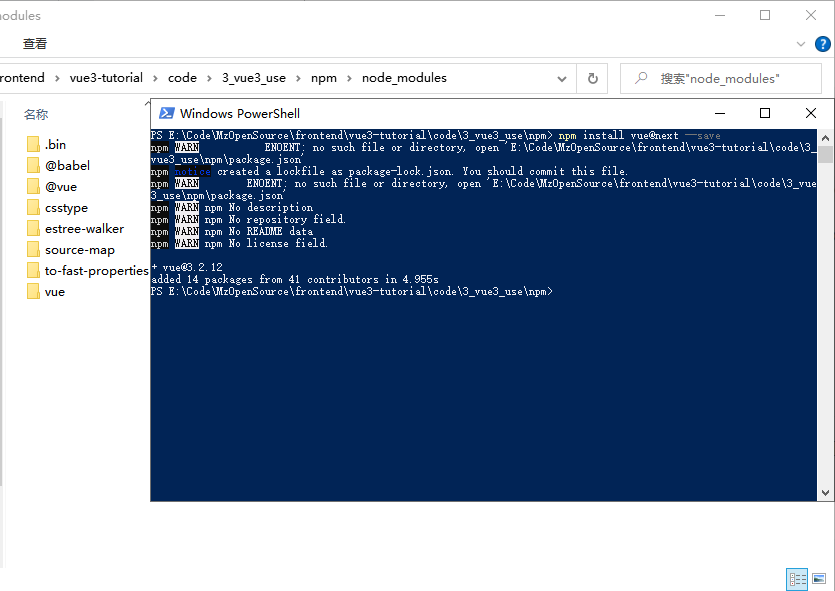 odules
查看
rontend > vue3-tutorial > code > 3_vue3_use > npm > node_modules
搜索"node_modules"
名称
.bin
@babel
@vue
csstype
estree-walker
source-map
to-fast-properties
vue
Windows PowerShell
PS E:\Code\MzOpenSource\frontend\vue3-tutorial\code\3_vue3_use\npm> npm install vue@next --save
npm WARN ENOENT: no such file or directory, open 'E:\Code\MzOpenSource\frontend\vue3-tutorial\code\3_
vue3_use\npm\package.json'
npm notice created a lockfile as package-lock.json. You should commit this file.
npm WARN ENOENT: no such file or directory, open 'E:\Code\MzOpenSource\frontend\vue3-tutorial\code\3_vue
3_use\npm\package.json'
npm WARN npm No description
npm WARN npm No repository field.
npm WARN npm No README data
npm WARN npm No license field.
+ vue@3.2.12
added 14 packages from 41 contributors in 4.955s
PS E:\Code\MzOpenSource\frontend\vue3-tutorial\code\3_vue3_use\npm>